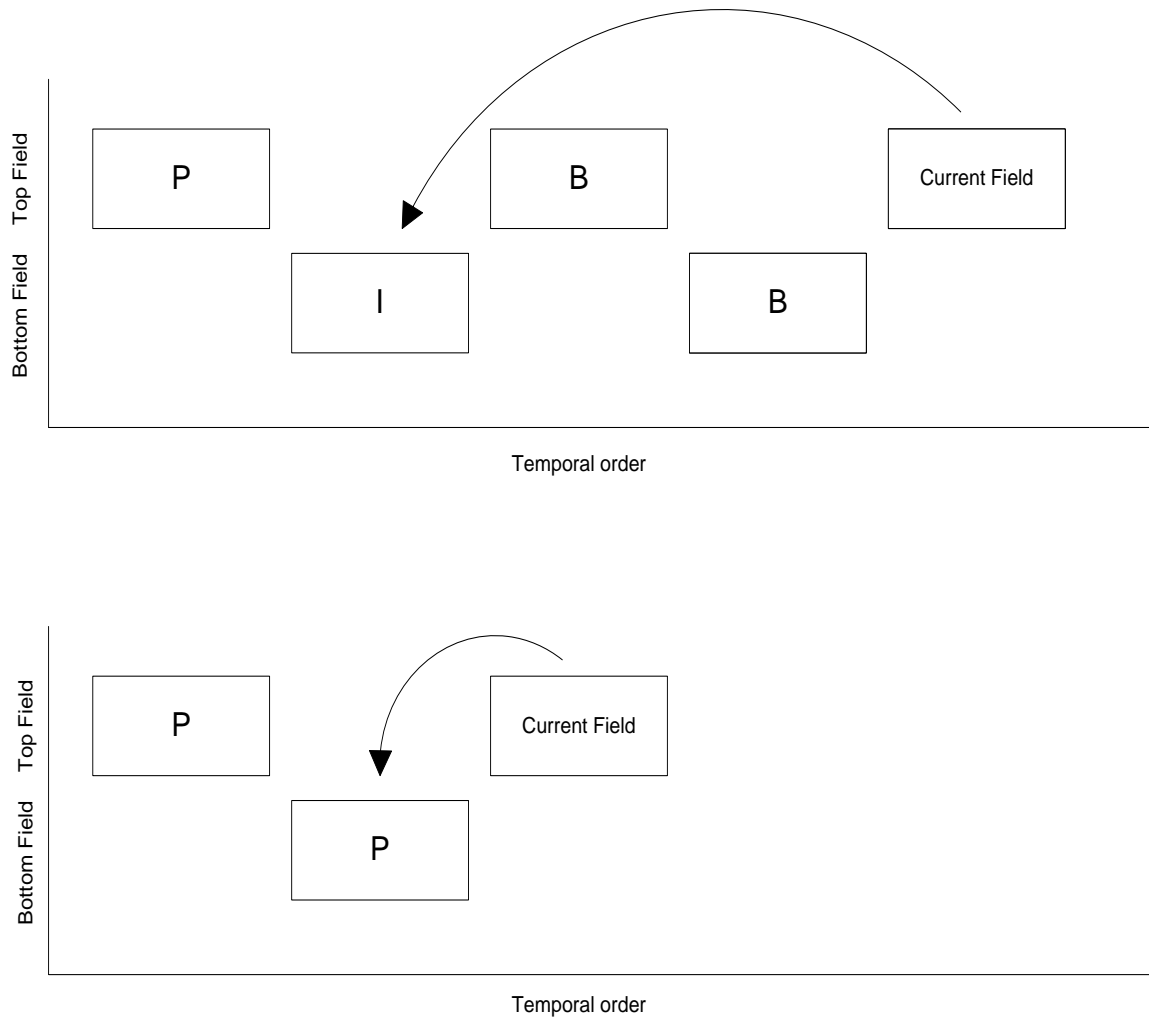 Top Field
Bottom Field
P
B
Current Field
I
B
Temporal order
Top Field
Bottom Field
P
Current Field
P
Temporal order